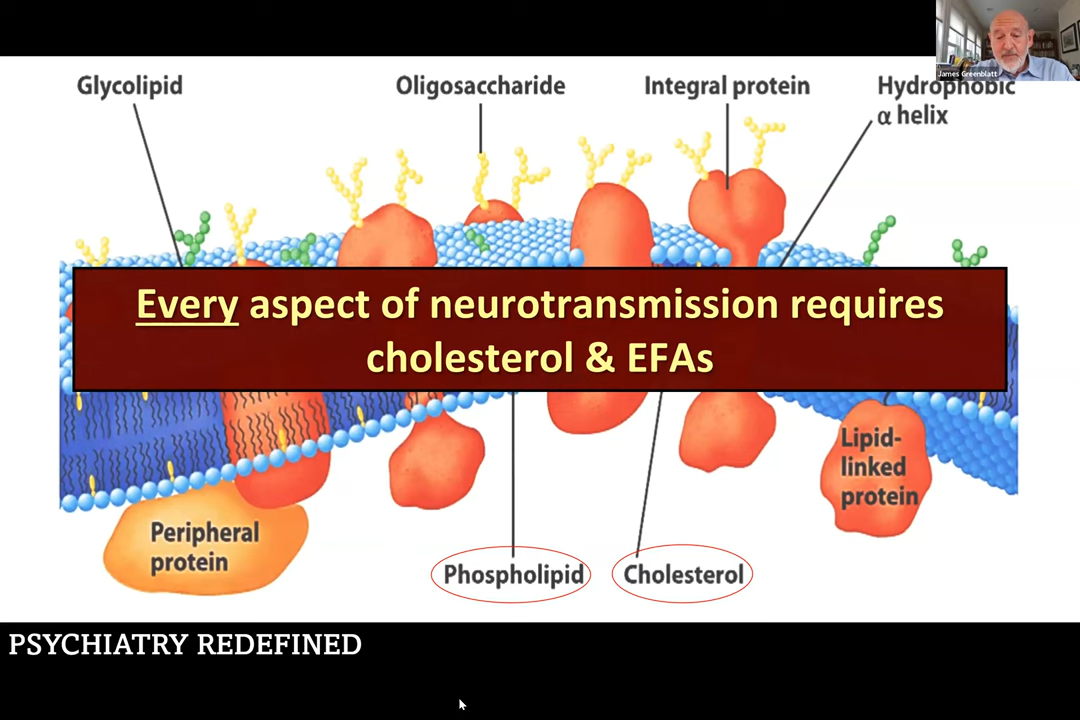 James Greenblatt
Glycolipid
Oligosaccharide
Integral protein
Hydrophobic
α helix
Every aspect of neurotransmission requires
cholesterol & EFAs
Lipid-
linked
protein
Peripheral
protein
Phospholipid
Cholesterol
PSYCHIATRY REDEFINED